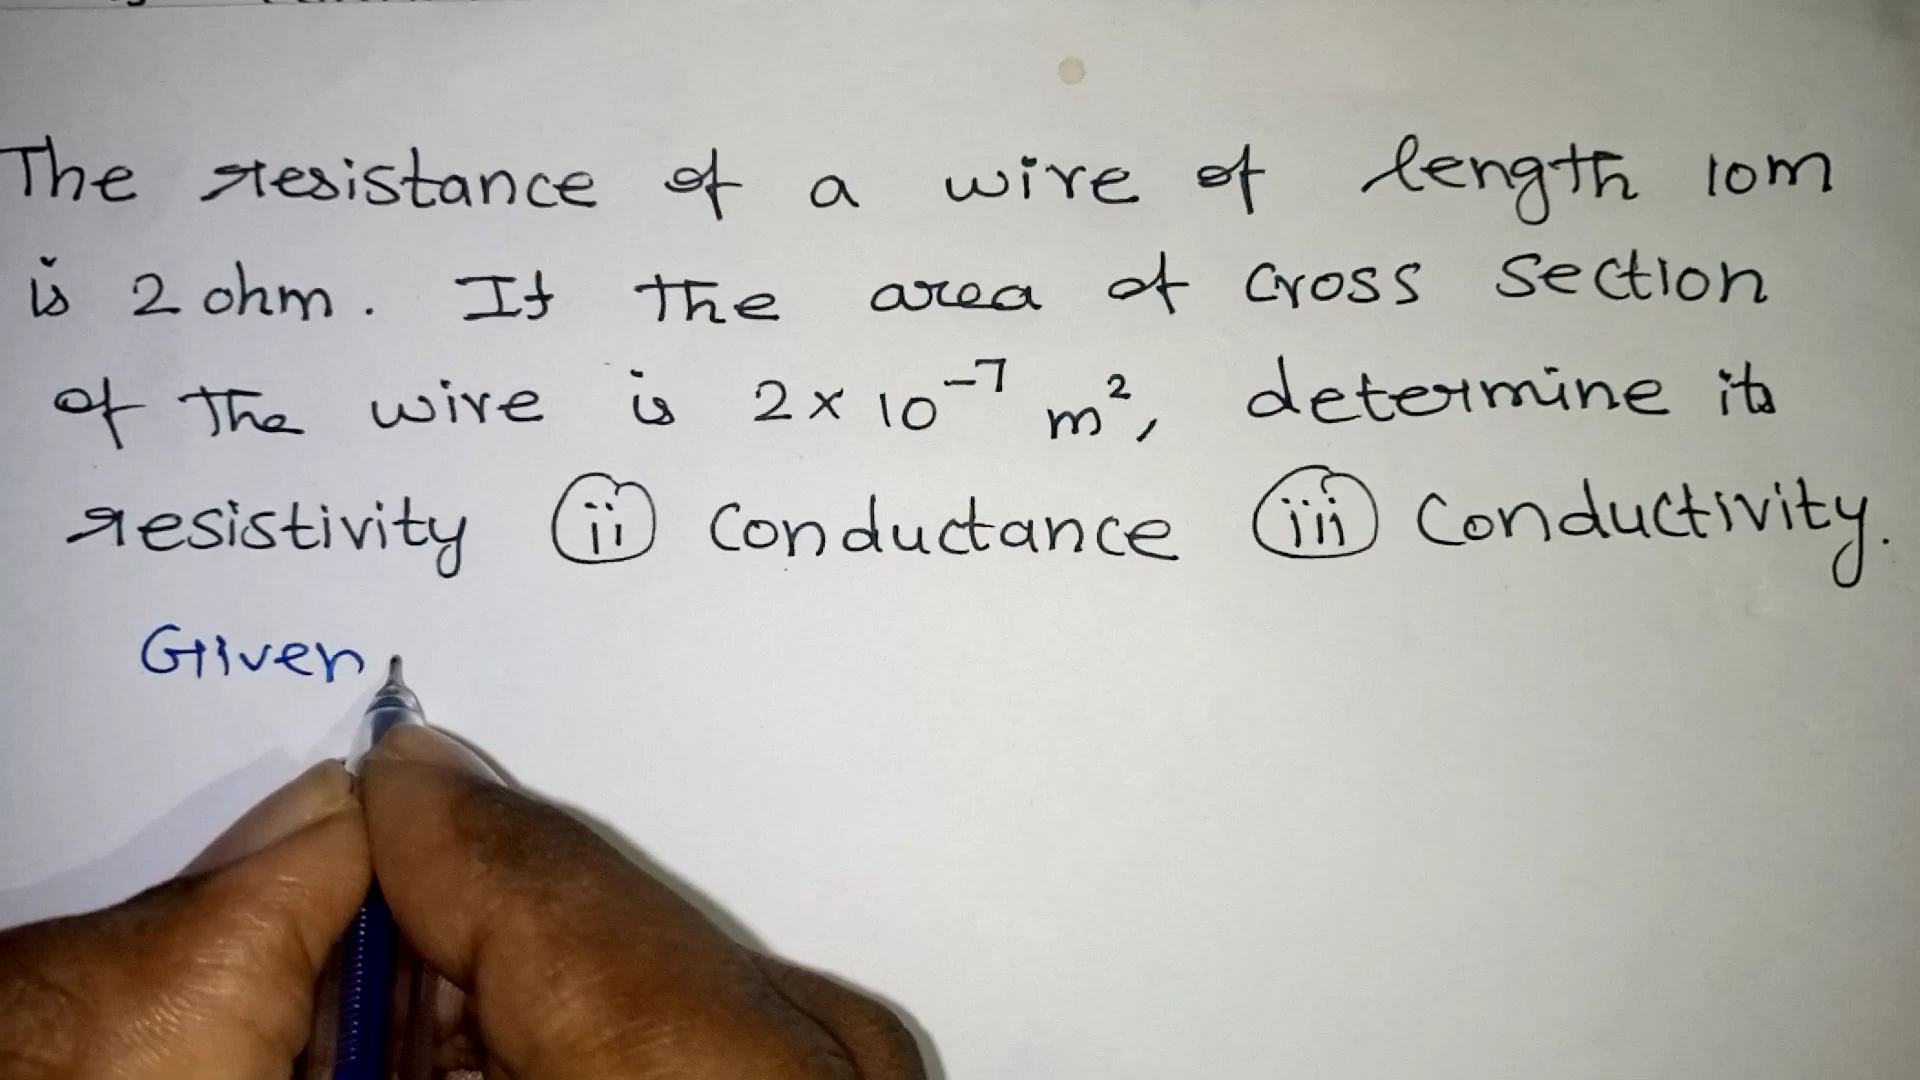 The resistance of a wire of length 10m
is 2 ohm. If the area of cross section
of the wire is 2 x 10⁻⁷ m², determine its
resistivity (ii) conductance (iii) Conductivity.
Given